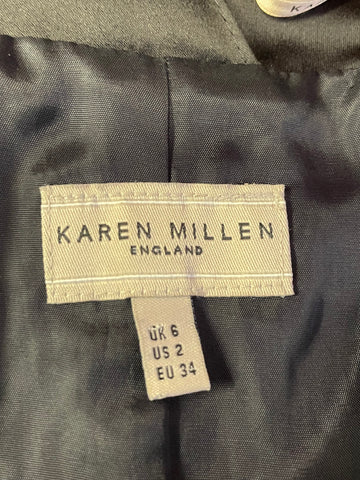 KAREN MILLEN
ENGLAND
UK 6
US 2
EU 34